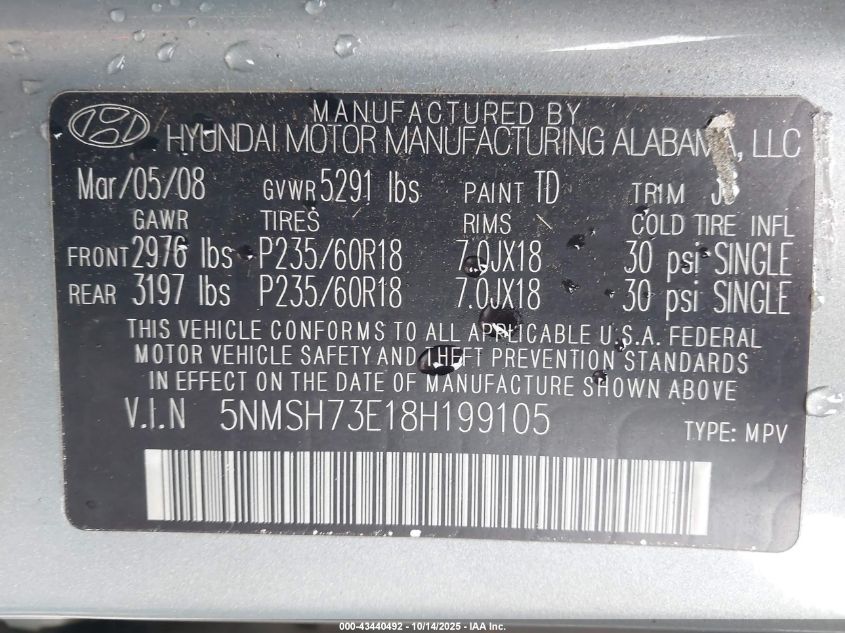 MANUFACTURED BY
HYUNDAI MOTOR MANUFACTURING ALABAMA, LLC
Mar/05/08 GVWR 5291 lbs PAINT TD TRIM
GAWR TIRES RIMS COLD TIRE INFL
FRONT 2976 lbs P235/60R18 7.0JX18 30 psi SINGLE
REAR 3197 lbs P235/60R18 7.0JX18 30 psi SINGLE
THIS VEHICLE CONFORMS TO ALL APPLICABLE U.S.A. FEDERAL
MOTOR VEHICLE SAFETY AND THEFT PREVENTION STANDARDS
IN EFFECT ON THE DATE OF MANUFACTURE SHOWN ABOVE
V.I.N 5NMSH73E18H199105 TYPE: MPV
000-43440492 - 10/14/2025 - IAA Inc.